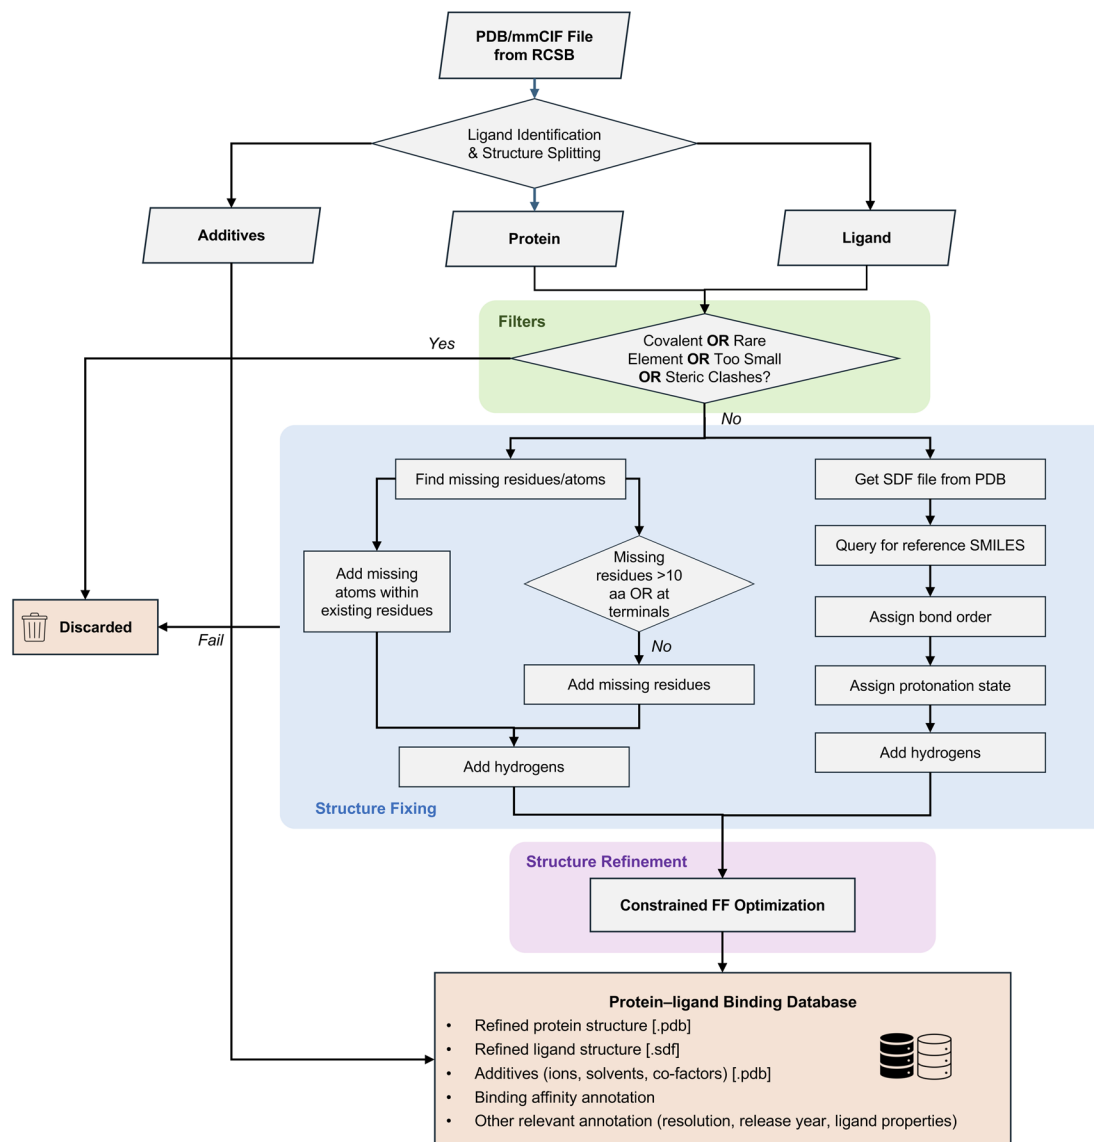 PDB/mmCIF File
from RCSB
Ligand Identification
& Structure Splitting
Additives
Protein
Ligand
Filters
Yes
Covalent OR Rare
Element OR Too Small
OR Steric Clashes?
No
Find missing residues/atoms
Get SDF file from PDB
Query for reference SMILES
Add missing
atoms within
existing residues
Missing
residues >10
aa OR at
terminals
Assign bond order
Discarded
Fail
No
Add missing residues
Assign protonation state
Add hydrogens
Add hydrogens
Structure Fixing
Structure Refinement
Constrained FF Optimization
Protein–ligand Binding Database
• Refined protein structure [.pdb]
• Refined ligand structure [.sdf]
• Additives (ions, solvents, co-factors) [.pdb]
• Binding affinity annotation
• Other relevant annotation (resolution, release year, ligand properties)